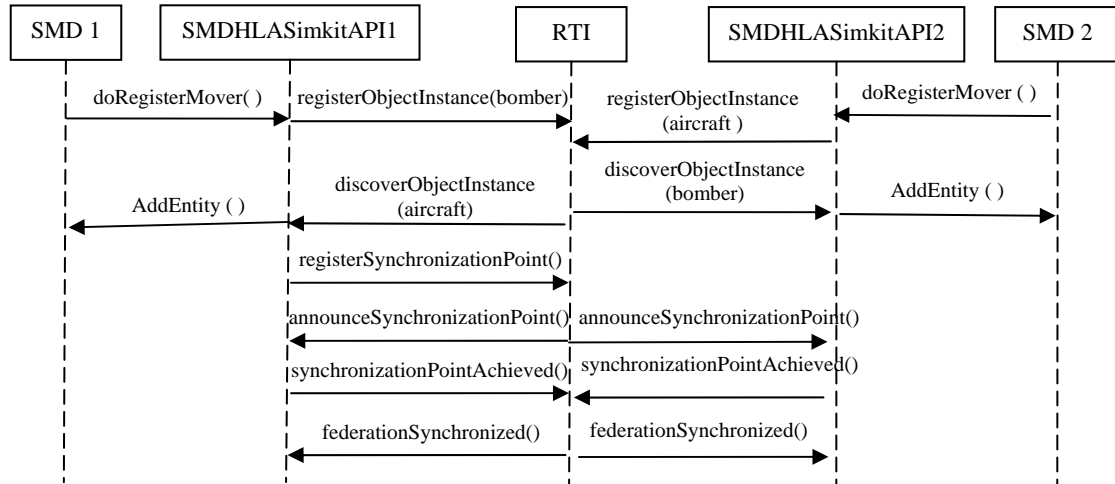 SMD 1
SMDHLASimkitAPI1
RTI
SMDHLASimkitAPI2
SMD 2
doRegisterMover( )
registerObjectInstance(bomber)
registerObjectInstance
(aircraft )
doRegisterMover ( )
AddEntity ( )
discoverObjectInstance
(aircraft)
discoverObjectInstance
(bomber)
AddEntity ( )
registerSynchronizationPoint()
announceSynchronizationPoint()
announceSynchronizationPoint()
synchronizationPointAchieved()
synchronizationPointAchieved()
federationSynchronized()
federationSynchronized()